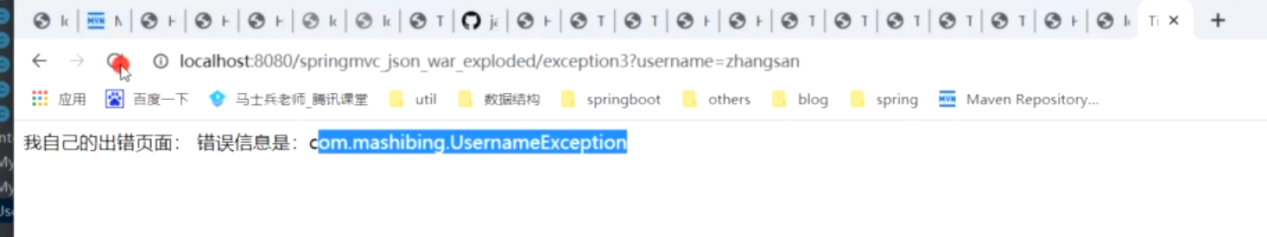 localhost:8080/springmvc_json_war_exploded/exception3?username=zhangsan
应用 百度一下 马士兵老师_腾讯课堂 util 数据结构 springboot others blog spring MVN Maven Repository...
我自己的出错页面： 错误信息是：com.mashibing.UsernameException